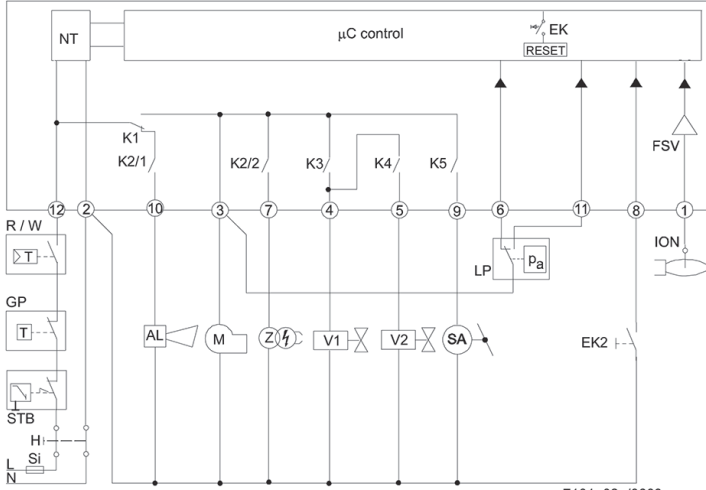 NT
µC control
EK
RESET
K1
K2/1
K2/2
K3
K4
K5
FSV
12
2
10
3
7
4
5
9
6
11
8
1
R / W
T
LP
pa
ION
GP
T
AL
M
Z
V1
V2
SA
EK2
STB
H
L
Si
N